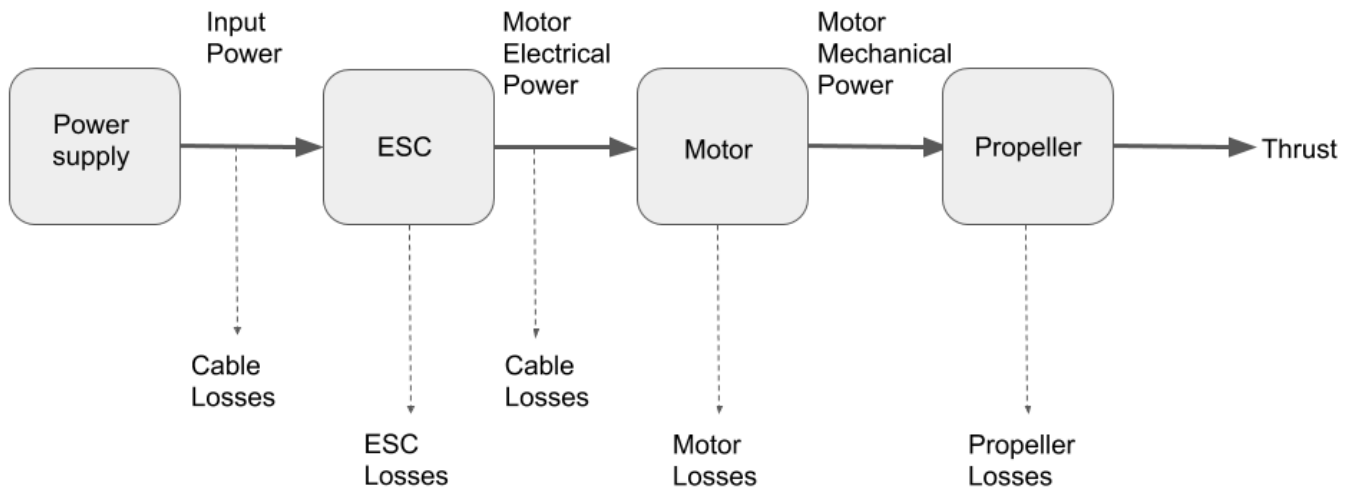 Input
Power
Motor
Electrical
Power
Motor
Mechanical
Power
Power
supply
ESC
Motor
Propeller
Thrust
Cable
Losses
Cable
Losses
ESC
Losses
Motor
Losses
Propeller
Losses